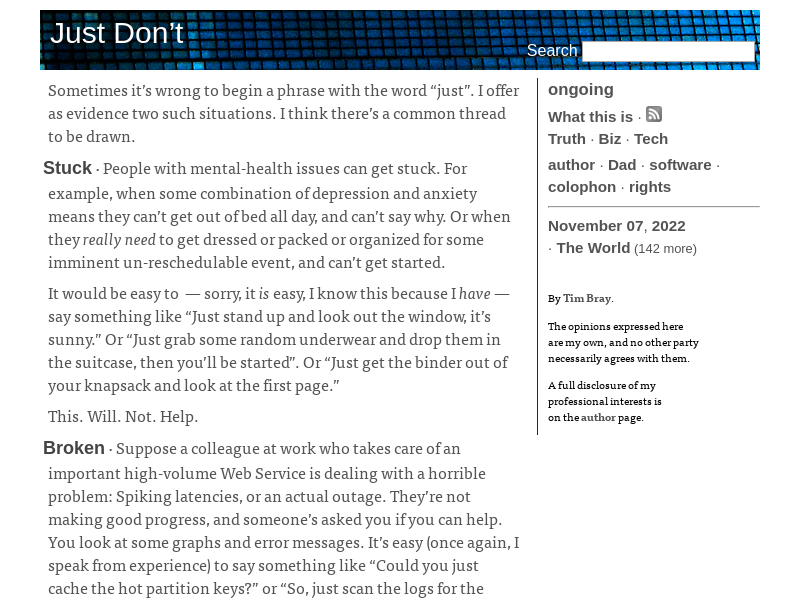 Just Don’t
Search
Sometimes it’s wrong to begin a phrase with the word “just”. I offer
as evidence two such situations. I think there’s a common thread
to be drawn.
Stuck · People with mental-health issues can get stuck. For
example, when some combination of depression and anxiety
means they can’t get out of bed all day, and can’t say why. Or when
they really need to get dressed or packed or organized for some
imminent un-reschedulable event, and can’t get started.
It would be easy to — sorry, it is easy, I know this because I have —
say something like “Just stand up and look out the window, it’s
sunny.” Or “Just grab some random underwear and drop them in
the suitcase, then you’ll be started”. Or “Just get the binder out of
your knapsack and look at the first page.”
This. Will. Not. Help.
Broken · Suppose a colleague at work who takes care of an
important high-volume Web Service is dealing with a horrible
problem: Spiking latencies, or an actual outage. They’re not
making good progress, and someone’s asked you if you can help.
You look at some graphs and error messages. It’s easy (once again, I
speak from experience) to say something like “Could you just
cache the hot partition keys?” or “So, just scan the logs for the
ongoing
What this is ·
Truth · Biz · Tech
author · Dad · software ·
colophon · rights
November 07, 2022
· The World (142 more)
By Tim Bray.
The opinions expressed here
are my own, and no other party
necessarily agrees with them.
A full disclosure of my
professional interests is
on the author page.